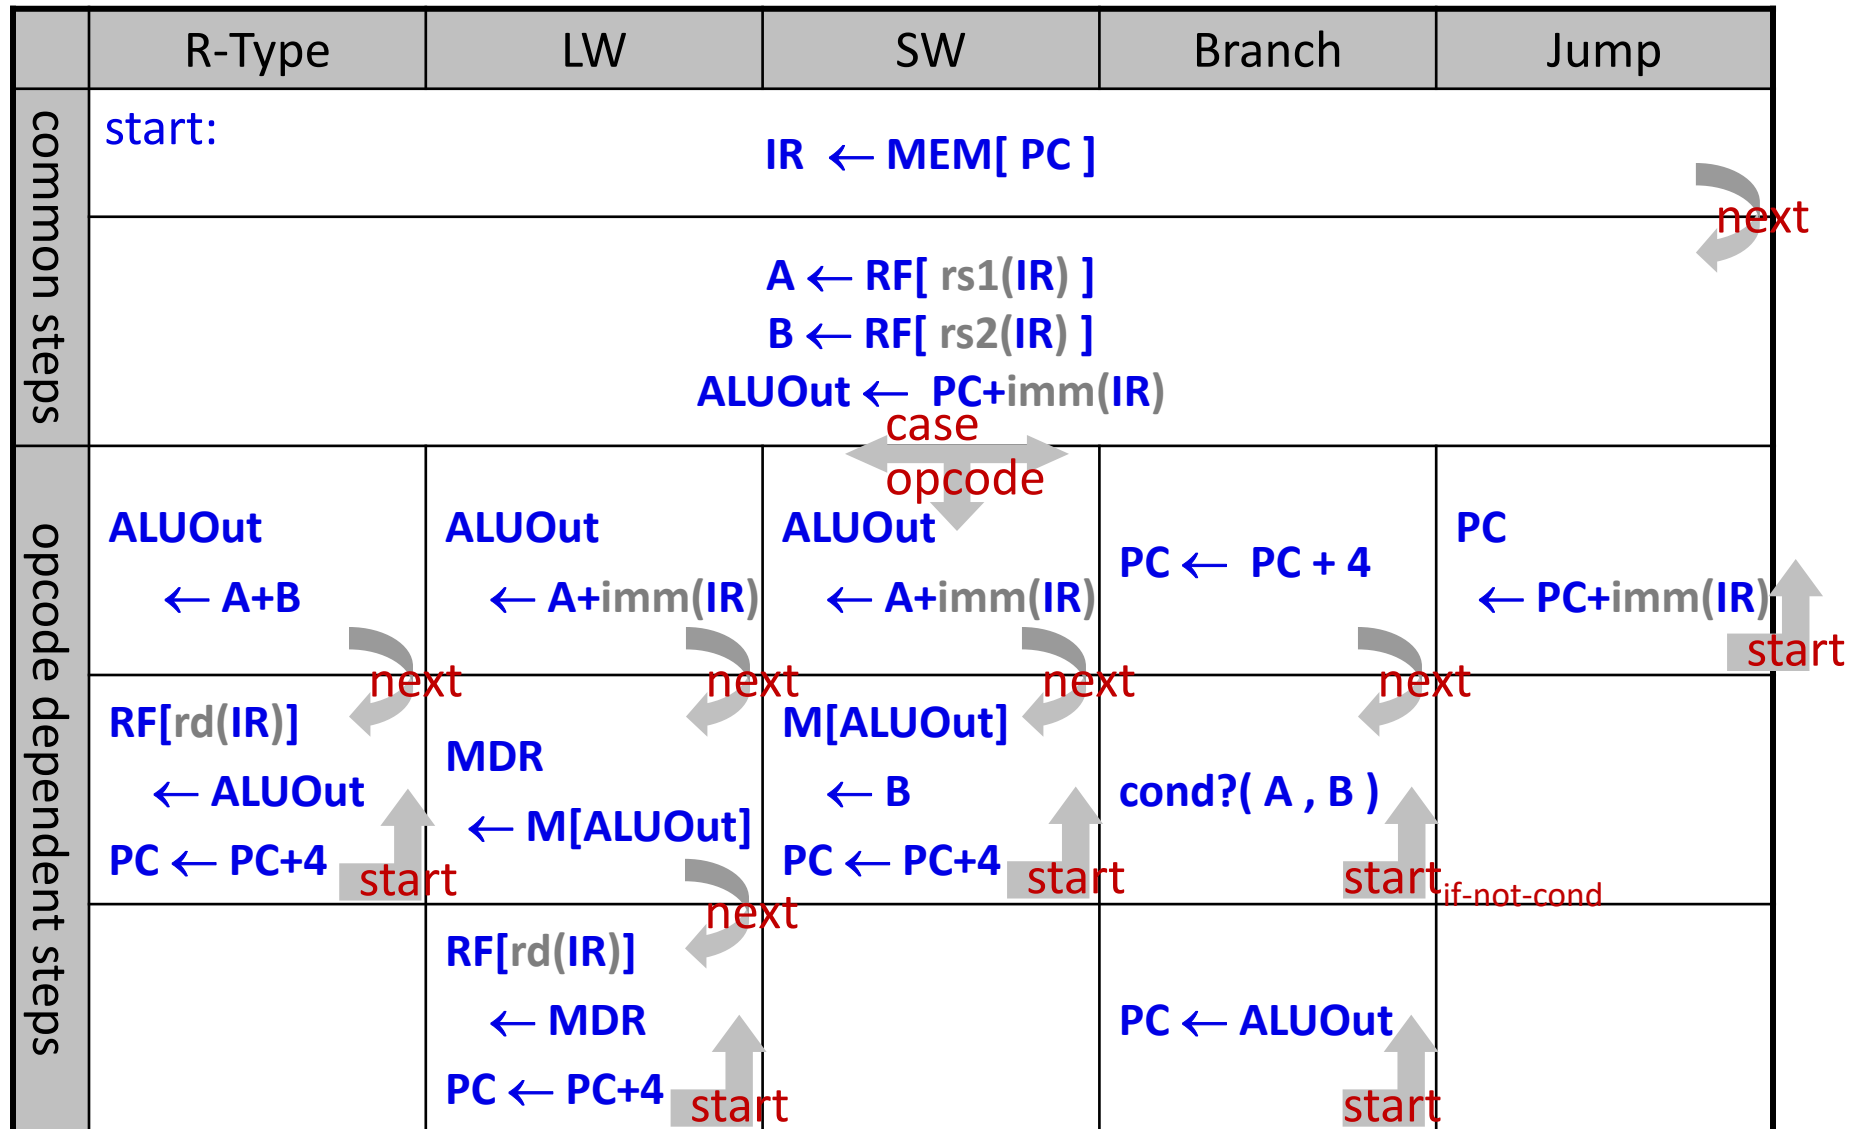 R-Type LW SW Branch Jump
common steps
start:
IR ← MEM[ PC ]
next
A ← RF[ rs1(IR) ]
B ← RF[ rs2(IR) ]
ALUOut ← PC+imm(IR)
case
opcode
opcode dependent steps
ALUOut
← A+B
next
ALUOut
← A+imm(IR)
next
ALUOut
← A+imm(IR)
next
PC ← PC + 4
next
PC
← PC+imm(IR)
start
RF[rd(IR)]
← ALUOut
PC ← PC+4
start
MDR
← M[ALUOut]
next
M[ALUOut]
← B
PC ← PC+4
start
cond?( A , B )
start if-not-cond
RF[rd(IR)]
← MDR
PC ← PC+4
start
PC ← ALUOut
start